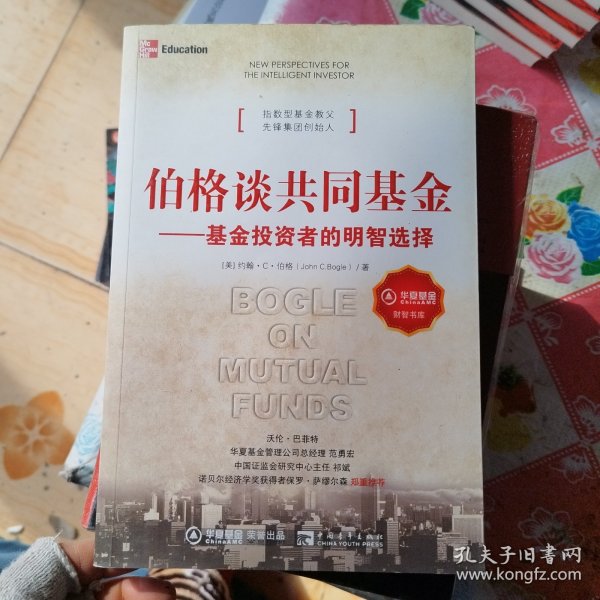 Mc
Graw
Hill
Education
NEW PERSPECTIVES FOR
THE INTELLIGENT INVESTOR
[ 指数型基金教父
先锋集团创始人 ]
伯格谈共同基金
——基金投资者的明智选择
[美] 约翰·C·伯格（John C.Bogle）/ 著
华夏基金
ChinaAMC
财智书库
BOGLE
ON
MUTUAL
FUNDS
沃伦·巴菲特
华夏基金管理公司总经理 范勇宏
中国证监会研究中心主任 祁斌
诺贝尔经济学奖获得者保罗·萨缪尔森 郑重推荐
华夏基金 荣誉出品
ChinaAMC
中国青年出版社
CHINA YOUTH PRESS
孔夫子旧书网
www.kongfz.com